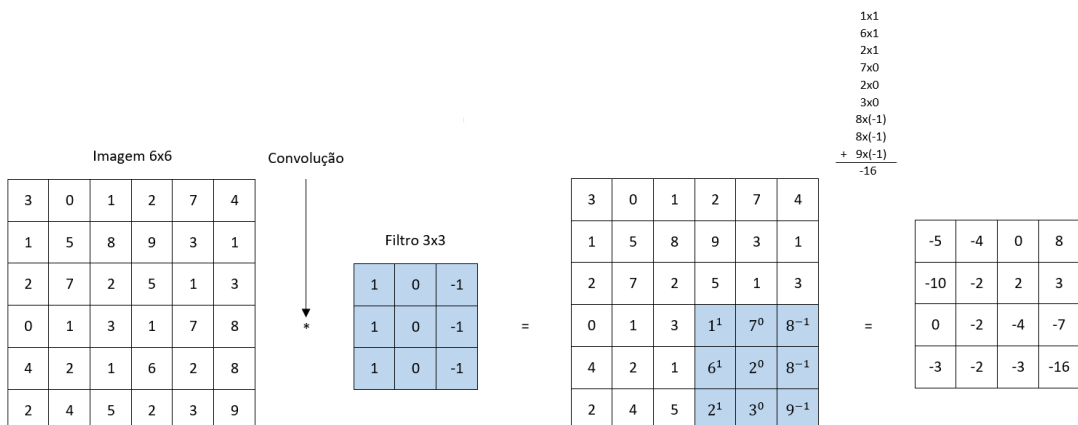 1x1
6x1
2x1
7x0
2x0
3x0
8x(-1)
8x(-1)
+ 9x(-1)
-16
Imagem 6x6
Convolução
3 0 1 2 7 4
1 5 8 9 3 1
2 7 2 5 1 3
0 1 3 1 7 8
4 2 1 6 2 8
2 4 5 2 3 9
*
Filtro 3x3
1 0 -1
1 0 -1
1 0 -1
=
3 0 1 2 7 4
1 5 8 9 3 1
2 7 2 5 1 3
0 1 3 1¹ 7⁰ 8⁻¹
4 2 1 6¹ 2⁰ 8⁻¹
2 4 5 2¹ 3⁰ 9⁻¹
=
-5 -4 0 8
-10 -2 2 3
0 -2 -4 -7
-3 -2 -3 -16